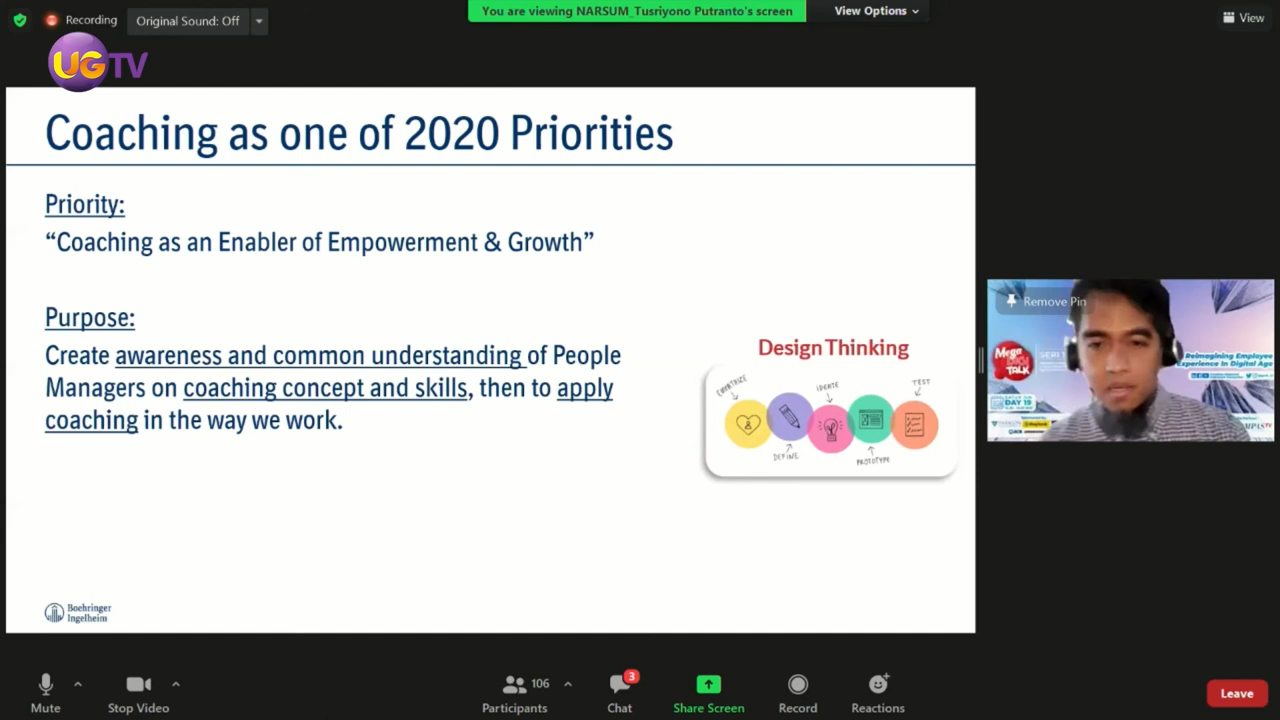 Recording
Original Sound: Off
You are viewing NARSUM_Tusriyono Putranto's screen
View Options
View
UGTV
Coaching as one of 2020 Priorities
Priority:
“Coaching as an Enabler of Empowerment & Growth”
Purpose:
Create awareness and common understanding of People
Managers on coaching concept and skills, then to apply
coaching in the way we work.
Design Thinking
EMPATHIZE
IDEATE
TEST
DEFINE
PROTOTYPE
Boehringer
Ingelheim
Remove Pin
Mega
TALK
SERI
Reimagining Employee
Experience In Digital Age
DAY 19
Mute
Stop Video
106
Participants
3
Chat
Share Screen
Record
Reactions
Leave